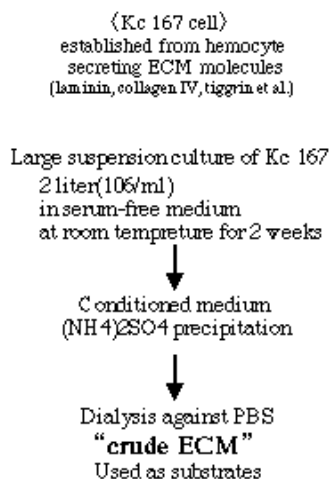 〈Kc 167 cell〉
established from hemocyte
secreting ECM molecules
(laminin, collagen IV, tiggrin et al.)
Large suspension culture of Kc 167
2 liter(106/ml)
in serum-free medium
at room tempreture for 2 weeks
Conditioned medium
(NH4)2SO4 precipitation
Dialysis against PBS
“crude ECM”
Used as substrates